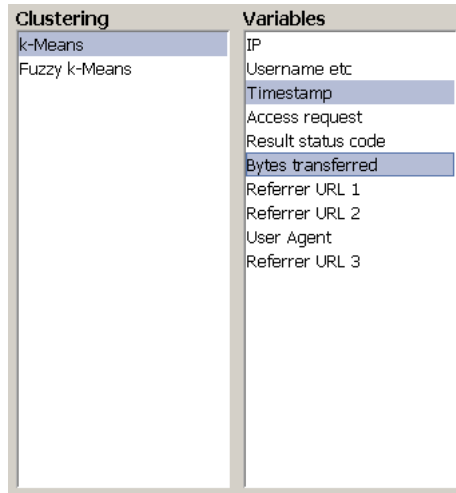 Clustering
k-Means
Fuzzy k-Means
Variables
IP
Username etc
Timestamp
Access request
Result status code
Bytes transferred
Referrer URL 1
Referrer URL 2
User Agent
Referrer URL 3